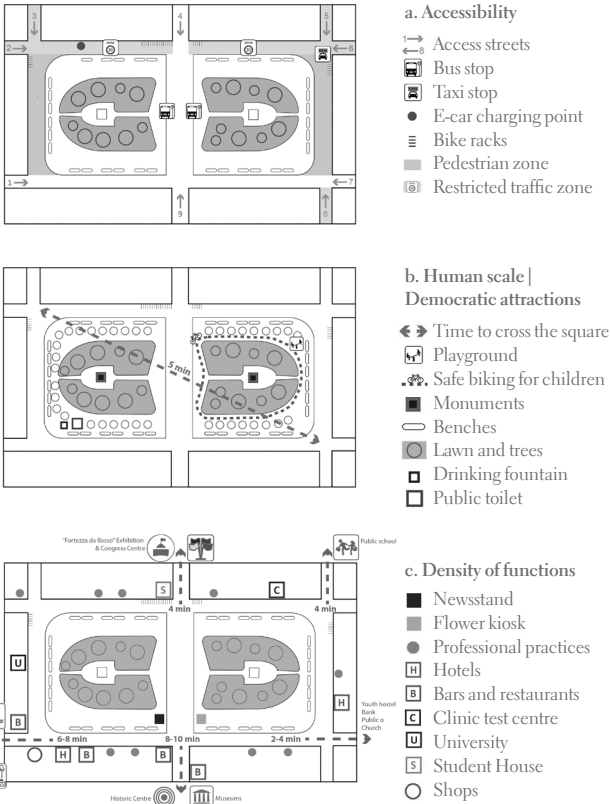 a. Accessibility
3
4
5
2
6
1
7
9
8
1
8
Access streets
Bus stop
Taxi stop
E-car charging point
Bike racks
Pedestrian zone
Restricted traffic zone
b. Human scale |
Democratic attractions
5 min
Time to cross the square
Playground
Safe biking for children
Monuments
Benches
Lawn and trees
Drinking fountain
Public toilet
"Fortezza da Basso" Exhibition
& Congress Centre
Public school
S
C
4 min
4 min
U
B
H
Youth hostel
Bank
Public o
Church
6-8 min
8-10 min
2-4 min
H
B
B
B
Historic Centre
Museums
c. Density of functions
Newsstand
Flower kiosk
Professional practices
H Hotels
B Bars and restaurants
C Clinic test centre
U University
S Student House
Shops